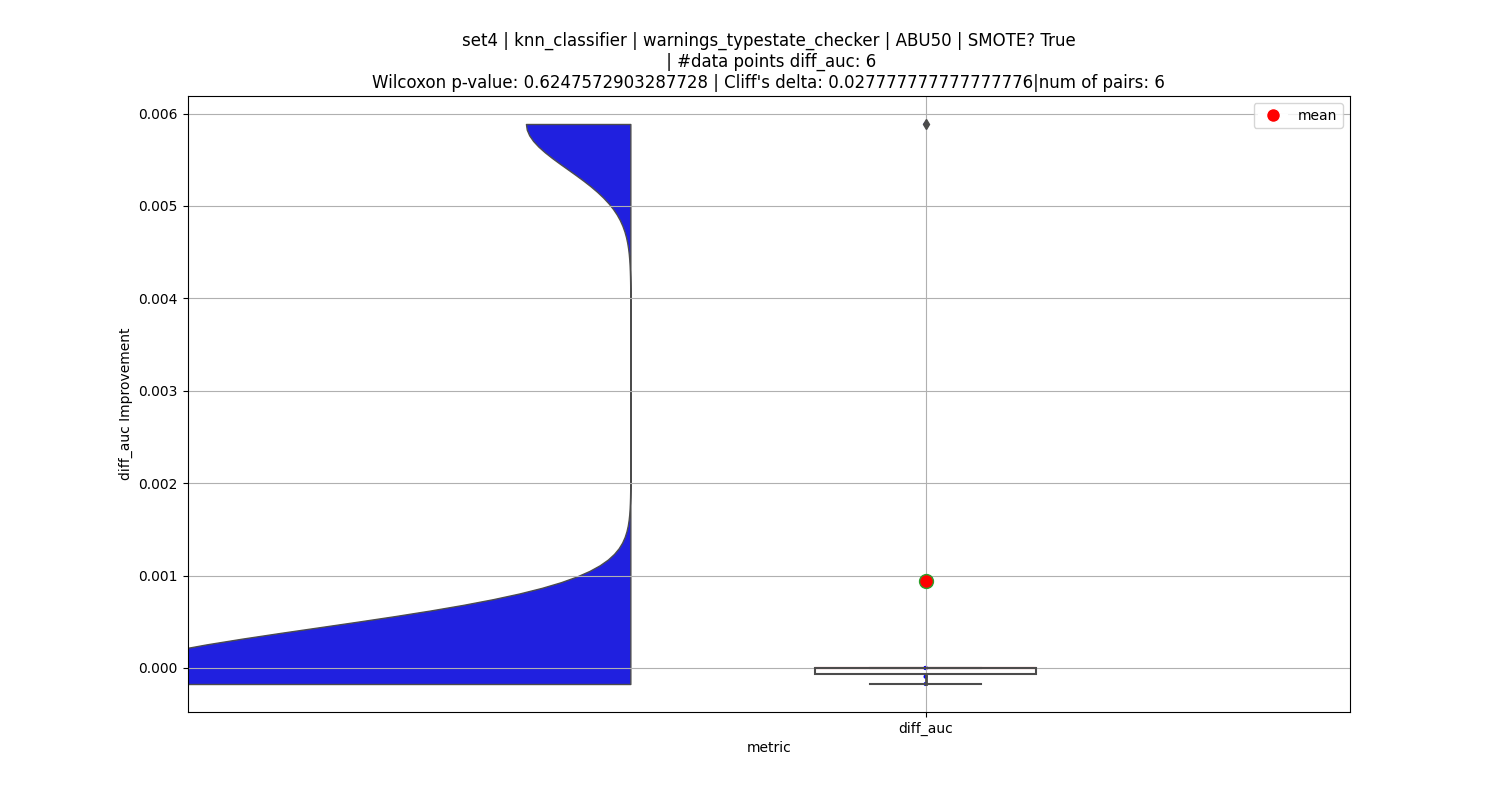 set4 | knn_classifier | warnings_typestate_checker | ABU50 | SMOTE? True
| #data points diff_auc: 6
Wilcoxon p-value: 0.6247572903287728 | Cliff's delta: 0.027777777777777776|num of pairs: 6
mean
0.006
0.005
0.004
0.003
0.002
0.001
0.000
diff_auc Improvement
diff_auc
metric